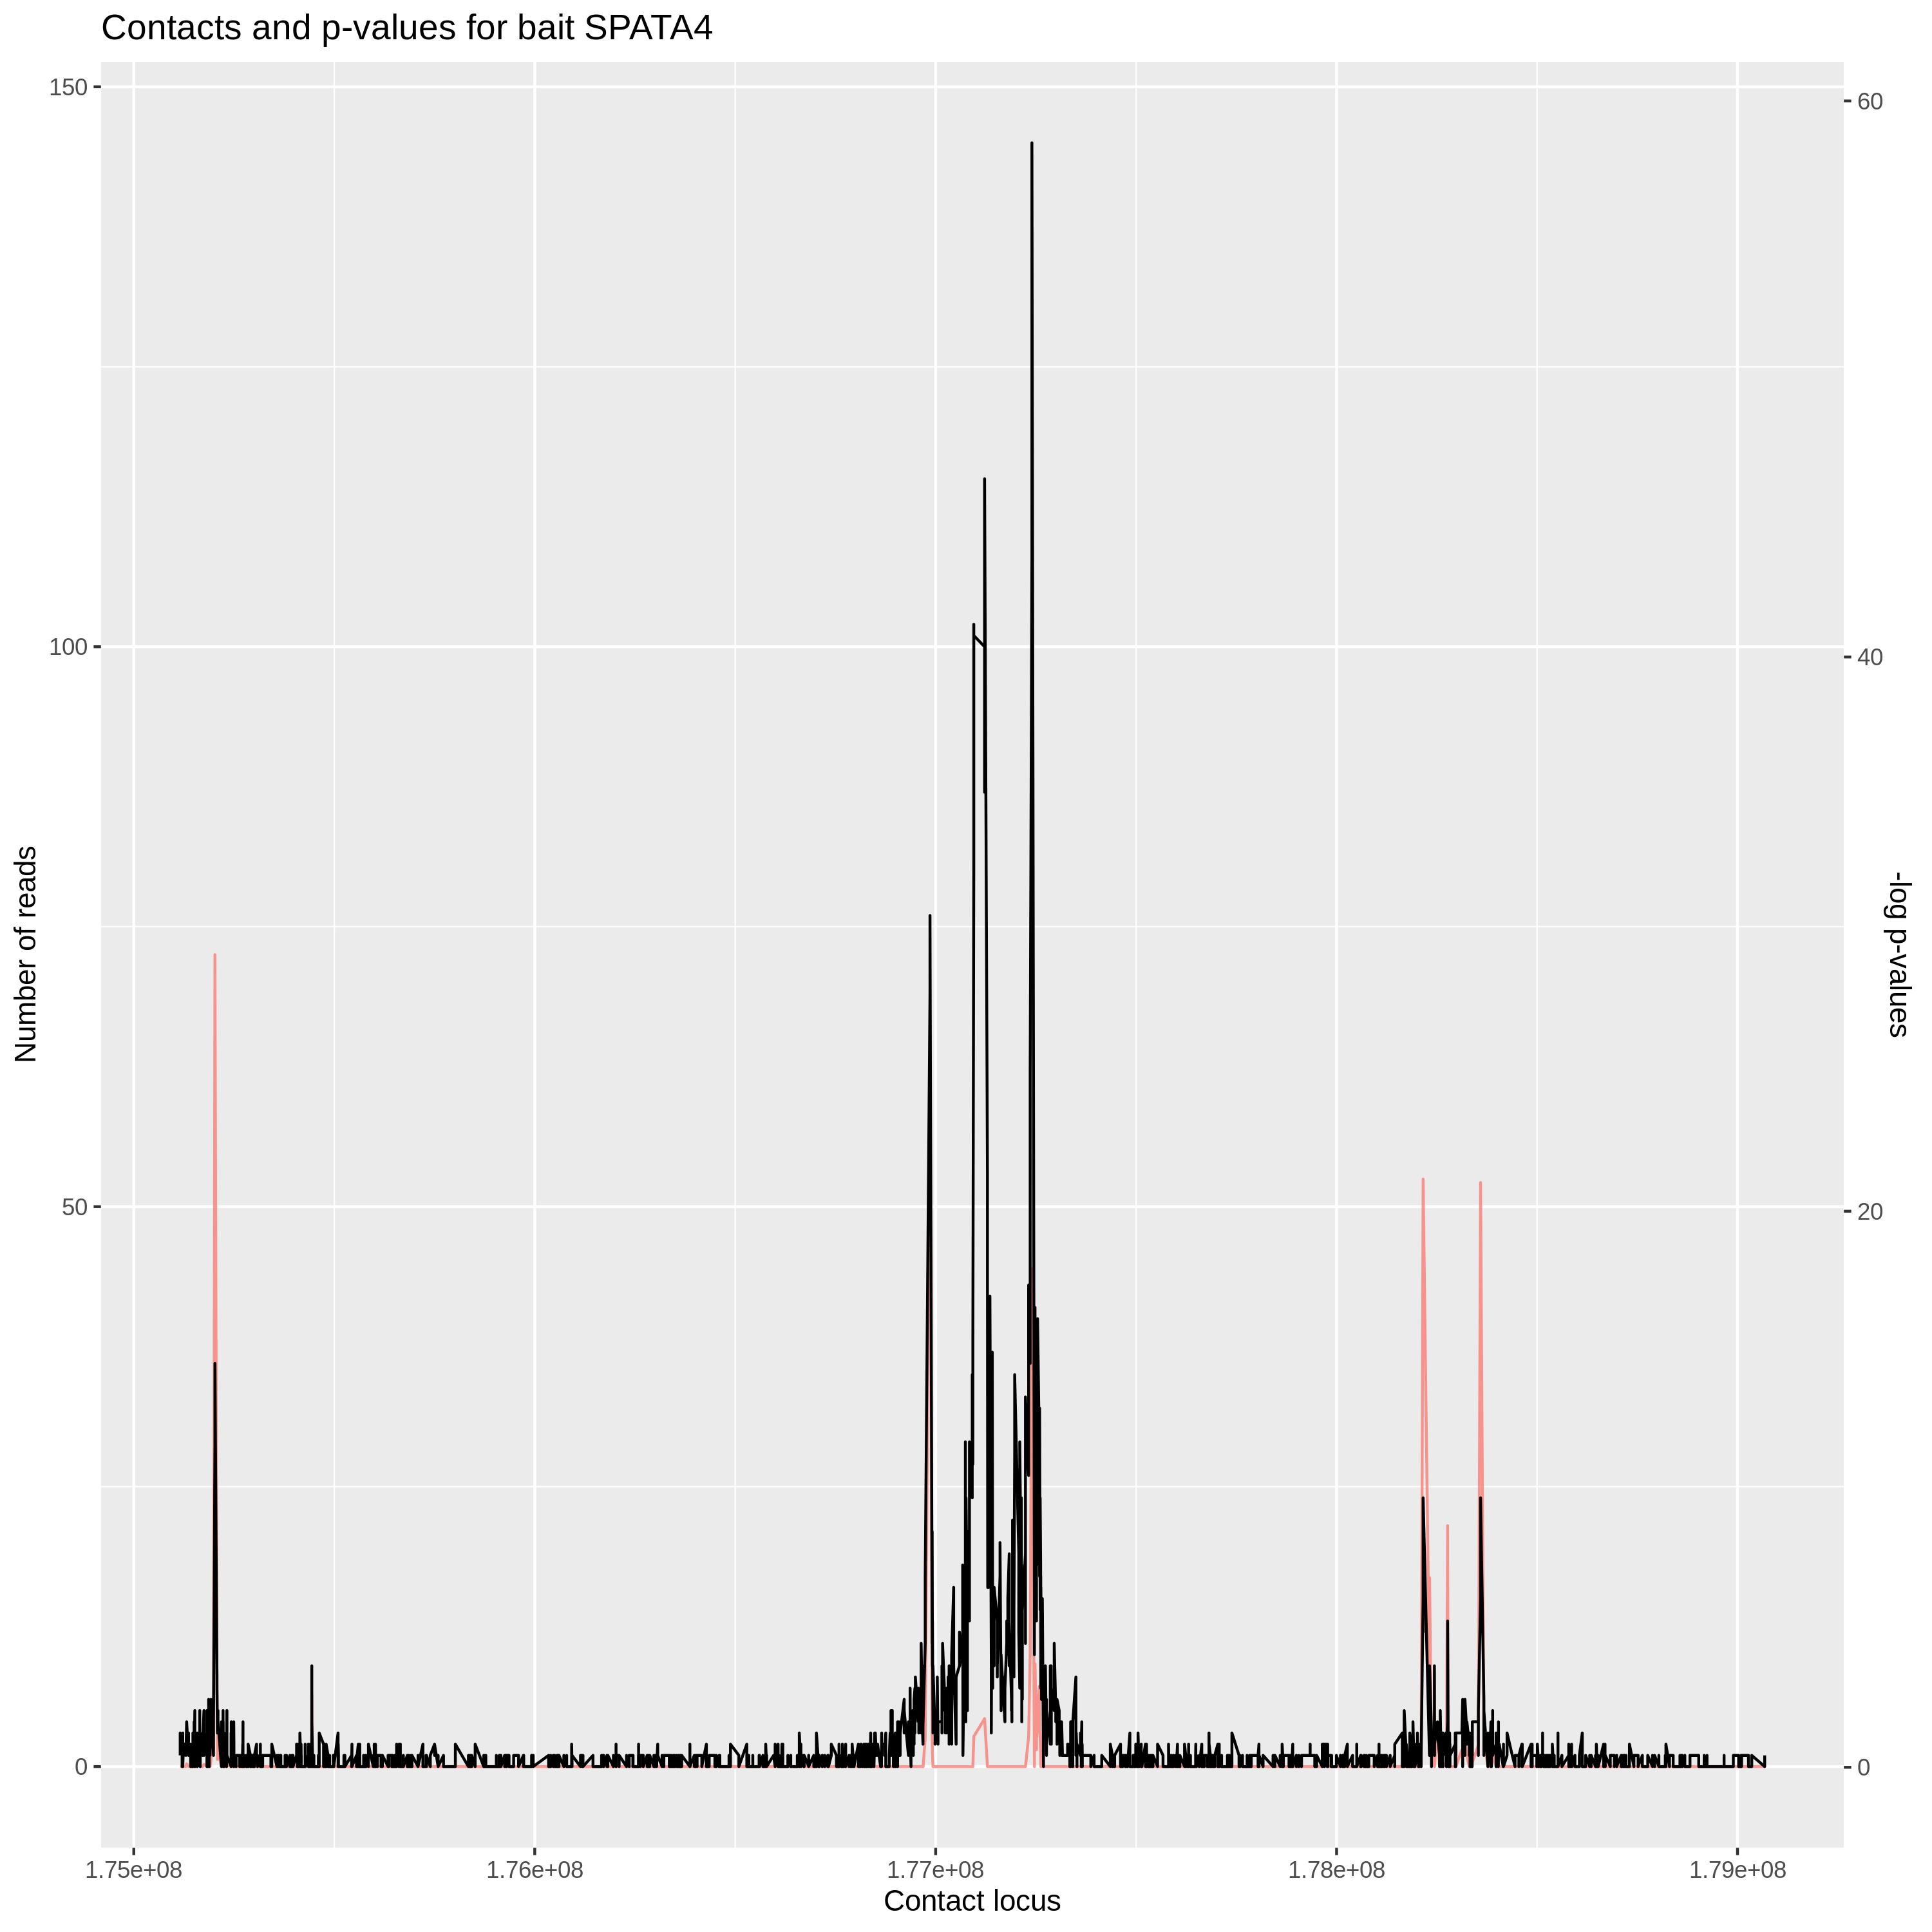 Contacts and p-values for bait SPATA4
150
100
50
0
60
40
20
0
Number of reads
-log p-values
1.75e+08
1.76e+08
1.77e+08
1.78e+08
1.79e+08
Contact locus